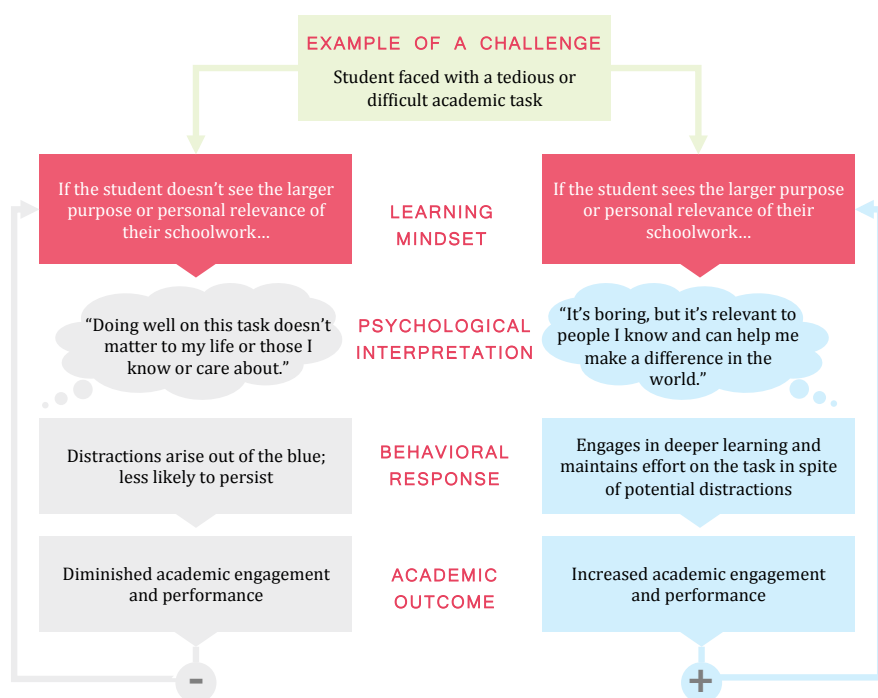 EXAMPLE OF A CHALLENGE
Student faced with a tedious or
difficult academic task
If the student doesn't see the larger
purpose or personal relevance of
their schoolwork…
LEARNING
MINDSET
If the student sees the larger purpose
or personal relevance of their
schoolwork…
“Doing well on this task doesn't
matter to my life or those I
know or care about.”
PSYCHOLOGICAL
INTERPRETATION
“It's boring, but it's relevant to
people I know and can help me
make a difference in the
world.”
Distractions arise out of the blue;
less likely to persist
BEHAVIORAL
RESPONSE
Engages in deeper learning and
maintains effort on the task in spite
of potential distractions
Diminished academic engagement
and performance
ACADEMIC
OUTCOME
Increased academic engagement
and performance
-
+